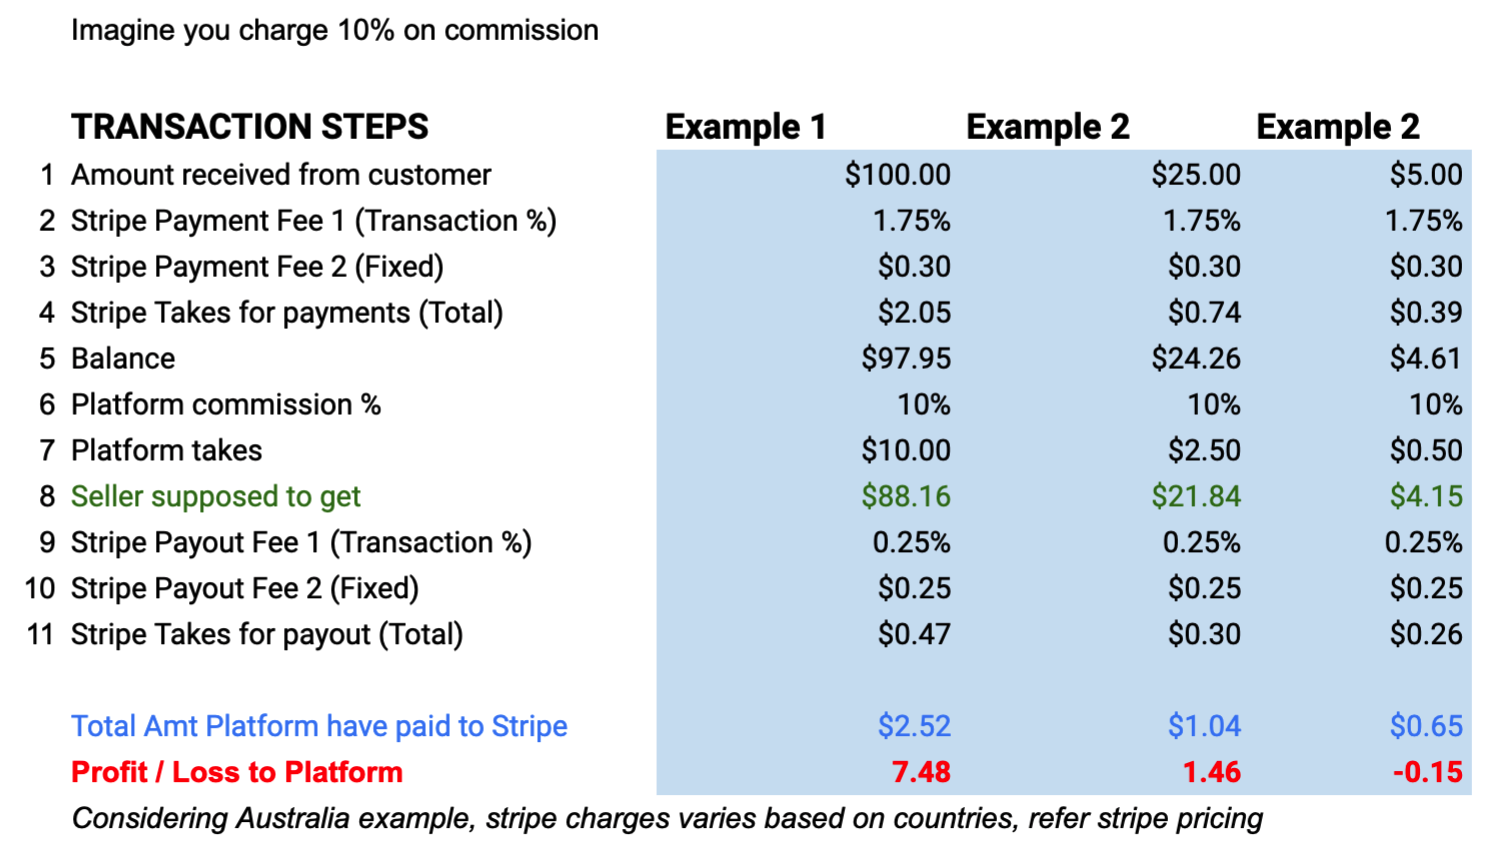 Imagine you charge 10% on commission
TRANSACTION STEPS Example 1 Example 2 Example 2
1 Amount received from customer $100.00 $25.00 $5.00
2 Stripe Payment Fee 1 (Transaction %) 1.75% 1.75% 1.75%
3 Stripe Payment Fee 2 (Fixed) $0.30 $0.30 $0.30
4 Stripe Takes for payments (Total) $2.05 $0.74 $0.39
5 Balance $97.95 $24.26 $4.61
6 Platform commission % 10% 10% 10%
7 Platform takes $10.00 $2.50 $0.50
8 Seller supposed to get $88.16 $21.84 $4.15
9 Stripe Payout Fee 1 (Transaction %) 0.25% 0.25% 0.25%
10 Stripe Payout Fee 2 (Fixed) $0.25 $0.25 $0.25
11 Stripe Takes for payout (Total) $0.47 $0.30 $0.26
Total Amt Platform have paid to Stripe $2.52 $1.04 $0.65
Profit / Loss to Platform 7.48 1.46 -0.15
Considering Australia example, stripe charges varies based on countries, refer stripe pricing